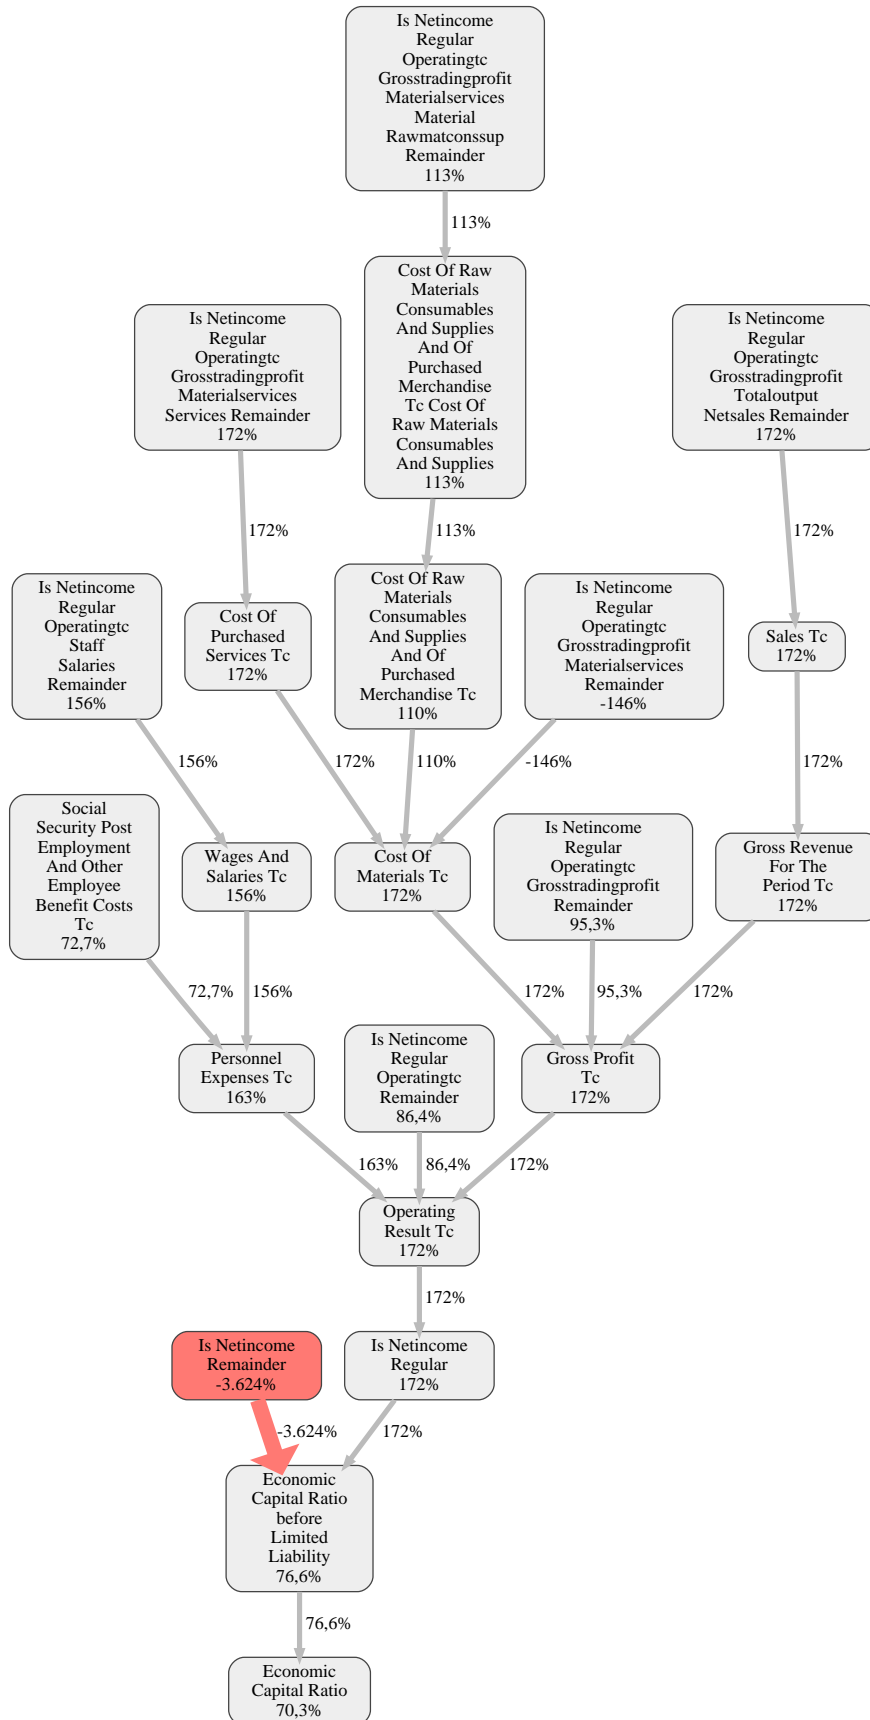 Is Netincome
Regular
Operatingtc
Grosstradingprofit
Materialservices
Material
Rawmatconssup
Remainder
113%
113%
Cost Of Raw
Materials
Consumables
And Supplies
And Of
Purchased
Merchandise
Tc Cost Of
Raw Materials
Consumables
And Supplies
113%
Is Netincome
Regular
Operatingtc
Grosstradingprofit
Materialservices
Services Remainder
172%
Is Netincome
Regular
Operatingtc
Grosstradingprofit
Totaloutput
Netsales Remainder
172%
172%
113%
172%
Is Netincome
Regular
Operatingtc
Staff
Salaries
Remainder
156%
Cost Of
Purchased
Services Tc
172%
Cost Of Raw
Materials
Consumables
And Supplies
And Of
Purchased
Merchandise Tc
110%
Is Netincome
Regular
Operatingtc
Grosstradingprofit
Materialservices
Remainder
-146%
Sales Tc
172%
156%
172%
110%
-146%
172%
Social
Security Post
Employment
And Other
Employee
Benefit Costs
Tc
72,7%
Wages And
Salaries Tc
156%
Cost Of
Materials Tc
172%
Is Netincome
Regular
Operatingtc
Grosstradingprofit
Remainder
95,3%
Gross Revenue
For The
Period Tc
172%
72,7%
156%
172%
95,3%
172%
Personnel
Expenses Tc
163%
Is Netincome
Regular
Operatingtc
Remainder
86,4%
Gross Profit
Tc
172%
163%
86,4%
172%
Operating
Result Tc
172%
172%
Is Netincome
Remainder
-3.624%
Is Netincome
Regular
172%
-3.624%
172%
Economic
Capital Ratio
before
Limited
Liability
76,6%
76,6%
Economic
Capital Ratio
70,3%